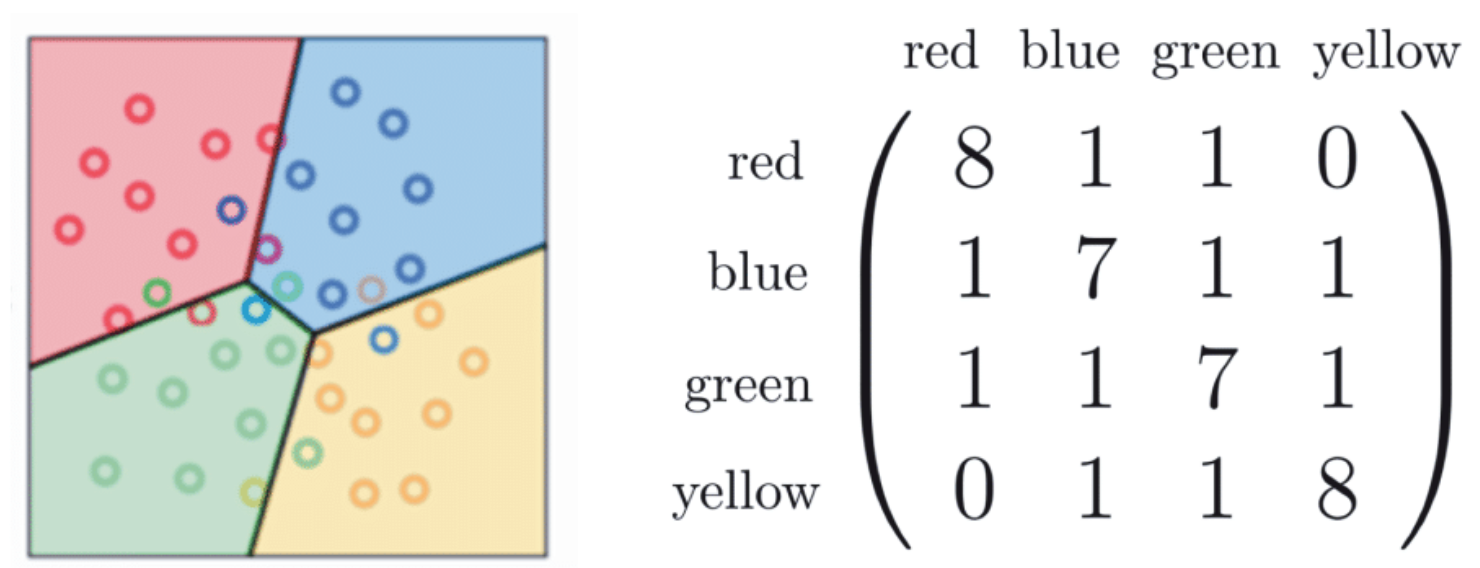 red blue green yellow
red 8 1 1 0
blue 1 7 1 1
green 1 1 7 1
yellow 0 1 1 8